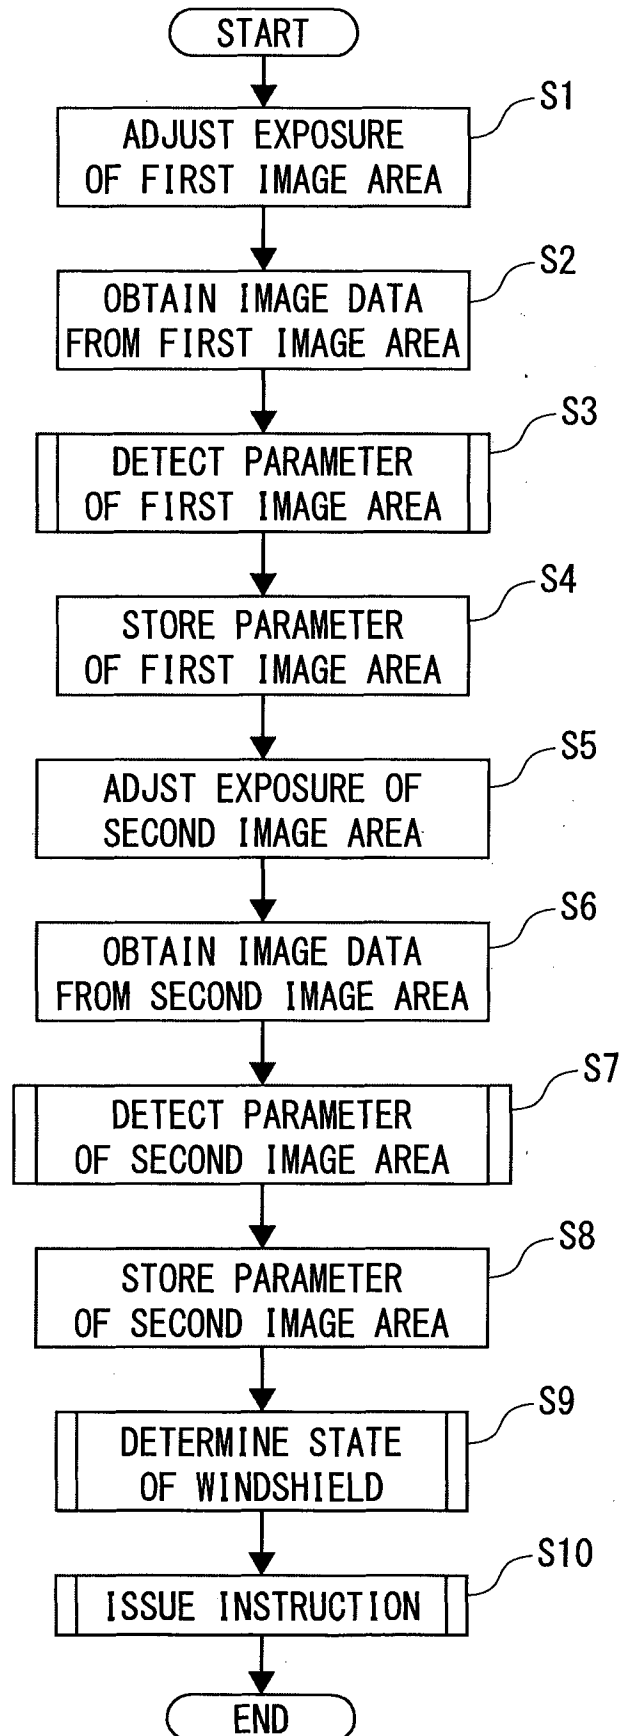 START
S1
ADJUST EXPOSURE
OF FIRST IMAGE AREA
S2
OBTAIN IMAGE DATA
FROM FIRST IMAGE AREA
S3
DETECT PARAMETER
OF FIRST IMAGE AREA
S4
STORE PARAMETER
OF FIRST IMAGE AREA
S5
ADJST EXPOSURE OF
SECOND IMAGE AREA
S6
OBTAIN IMAGE DATA
FROM SECOND IMAGE AREA
S7
DETECT PARAMETER
OF SECOND IMAGE AREA
S8
STORE PARAMETER
OF SECOND IMAGE AREA
S9
DETERMINE STATE
OF WINDSHIELD
S10
ISSUE INSTRUCTION
END